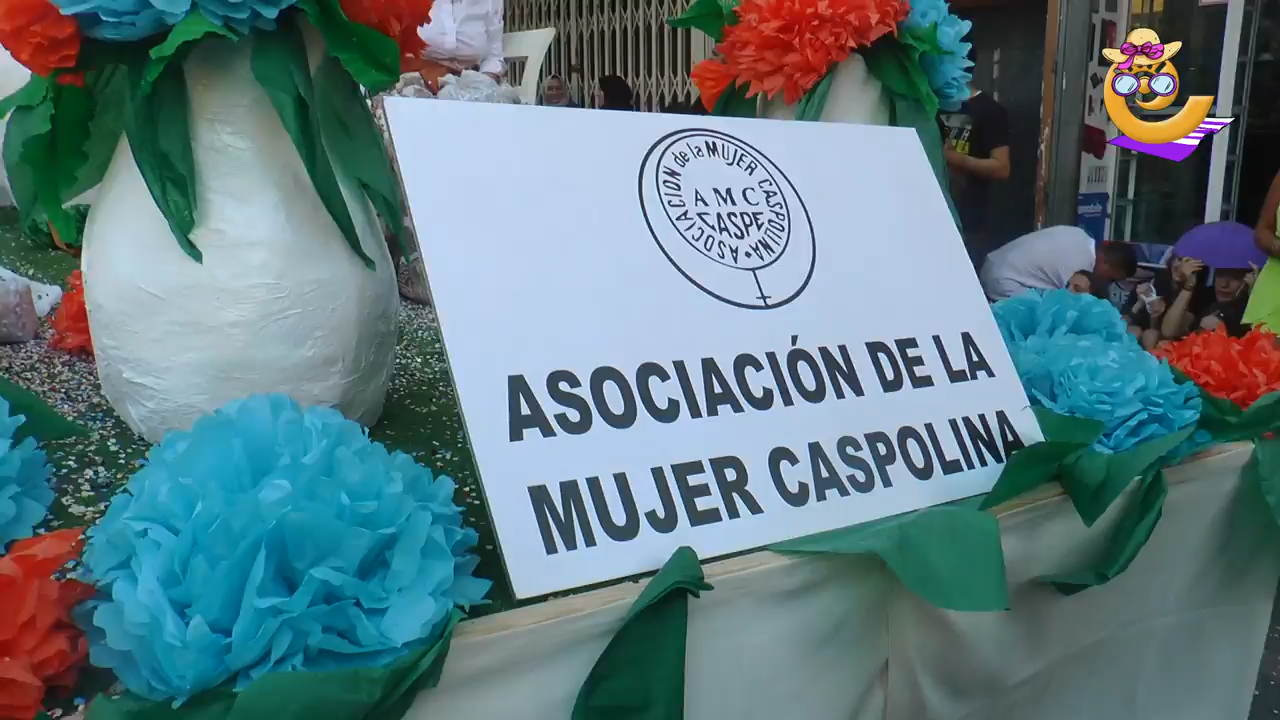 ASOCIACIÓN de la MUJER CASPOLINA
AMC
CASPE
ASOCIACIÓN DE LA
MUJER CASPOLINA